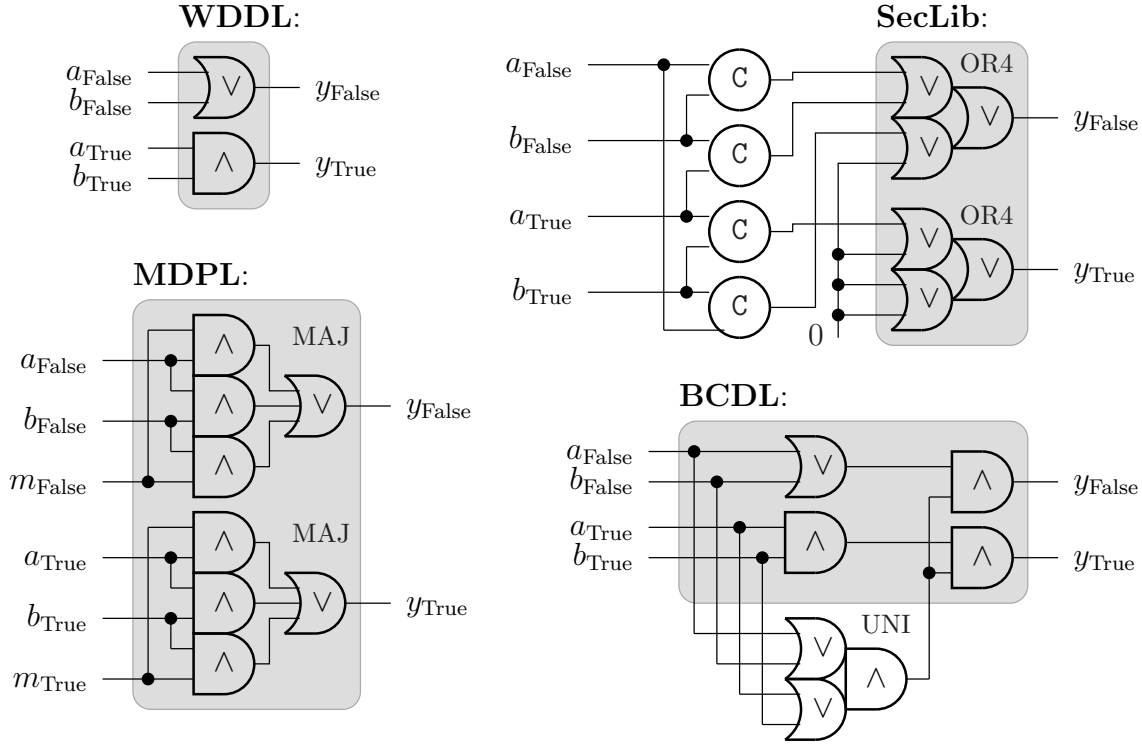 WDDL:
a_False
b_False
∨
y_False
a_True
b_True
∧
y_True
SecLib:
a_False
b_False
a_True
b_True
C
C
C
C
0
OR4
∨
∨
∨
y_False
OR4
∨
∨
∨
y_True
MDPL:
a_False
b_False
m_False
∧
∧
∧
MAJ
∨
y_False
a_True
b_True
m_True
∧
∧
∧
MAJ
∨
y_True
BCDL:
a_False
b_False
a_True
b_True
∨
∧
∧
y_False
∧
y_True
UNI
∨
∨
∧